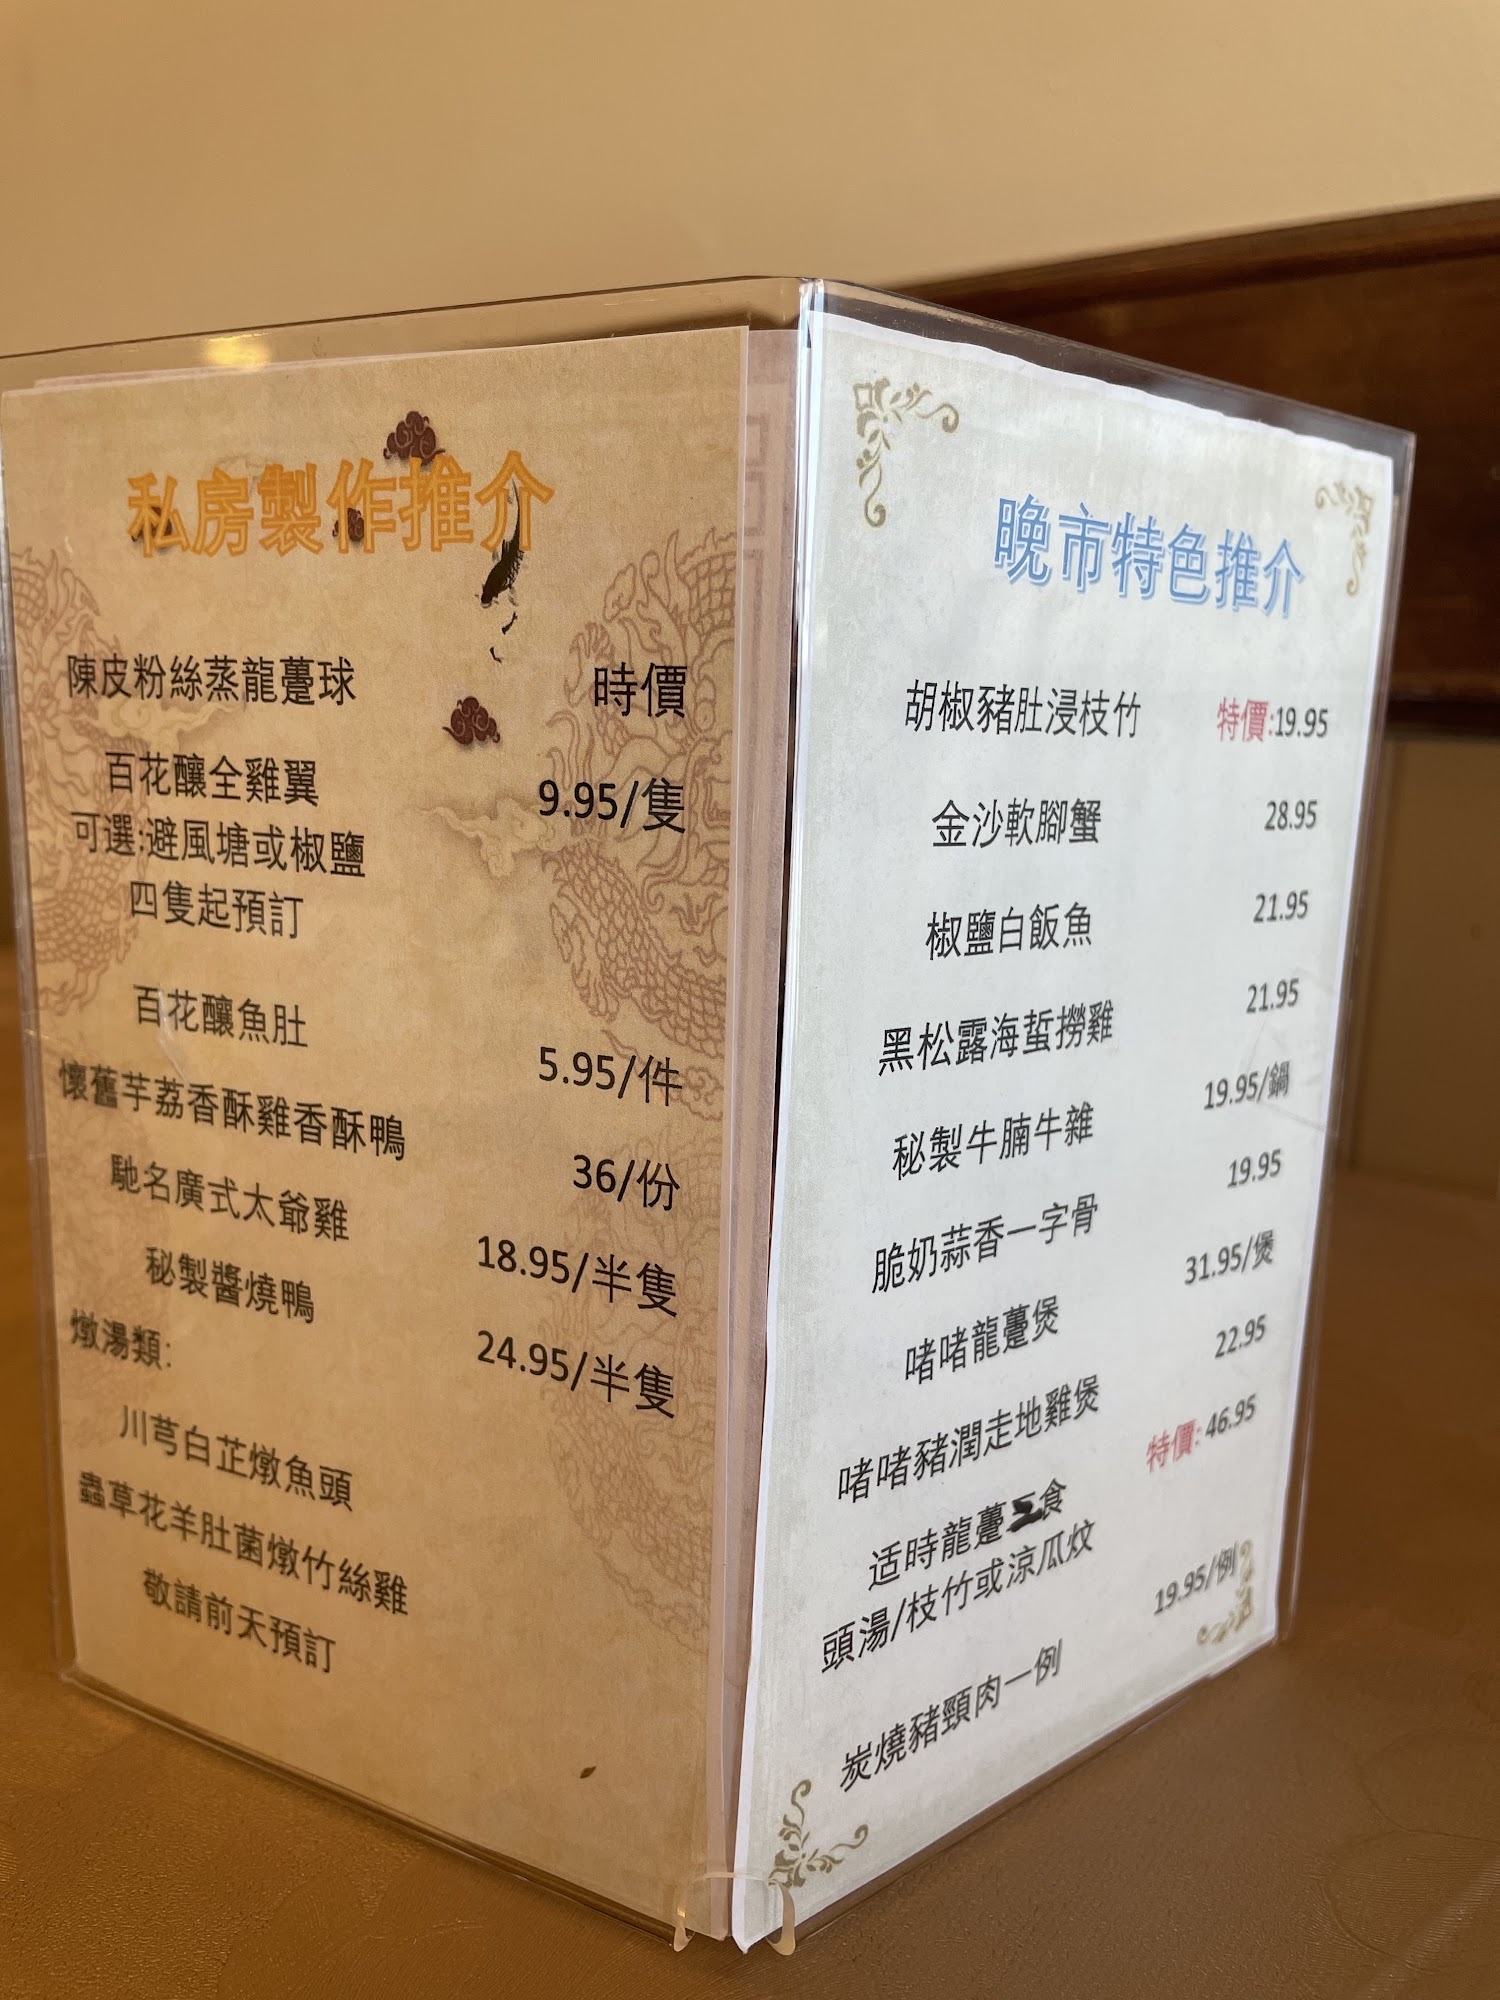 私房製作推介
陳皮粉絲蒸龍躉球 時價
百花釀全雞翼 9.95/隻
可選:避風塘或椒鹽
四隻起預訂
百花釀魚肚 5.95/件
懷舊芋荔香酥雞香酥鴨 36/份
馳名廣式太爺雞 18.95/半隻
秘製醬燒鴨 24.95/半隻
燉湯類:
川芎白芷燉魚頭
蟲草花羊肚菌燉竹絲雞
敬請前天預訂
晚市特色推介
胡椒豬肚浸枝竹 特價:19.95
金沙軟腳蟹 28.95
椒鹽白飯魚 21.95
黑松露海蜇撈雞 21.95
秘製牛腩牛雜 19.95/鍋
脆奶蒜香一字骨 19.95
啫啫龍躉煲 31.95/煲
啫啫豬潤走地雞煲 22.95
适時龍躉二食 特價: 46.95
頭湯/枝竹或涼瓜炆
炭燒豬頸肉一例 19.95/例